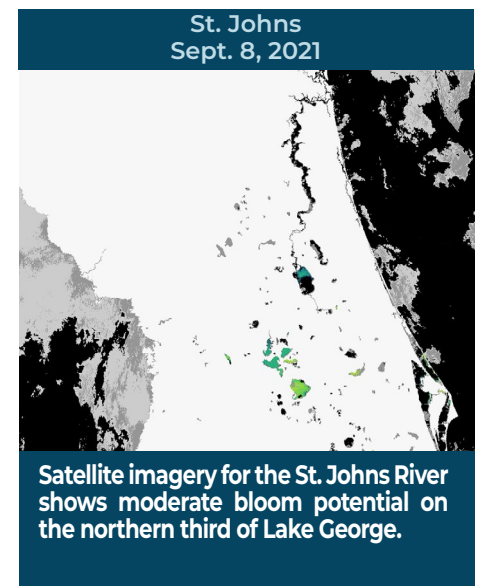 St. Johns
Sept. 8, 2021
Satellite imagery for the St. Johns River
shows moderate bloom potential on
the northern third of Lake George.